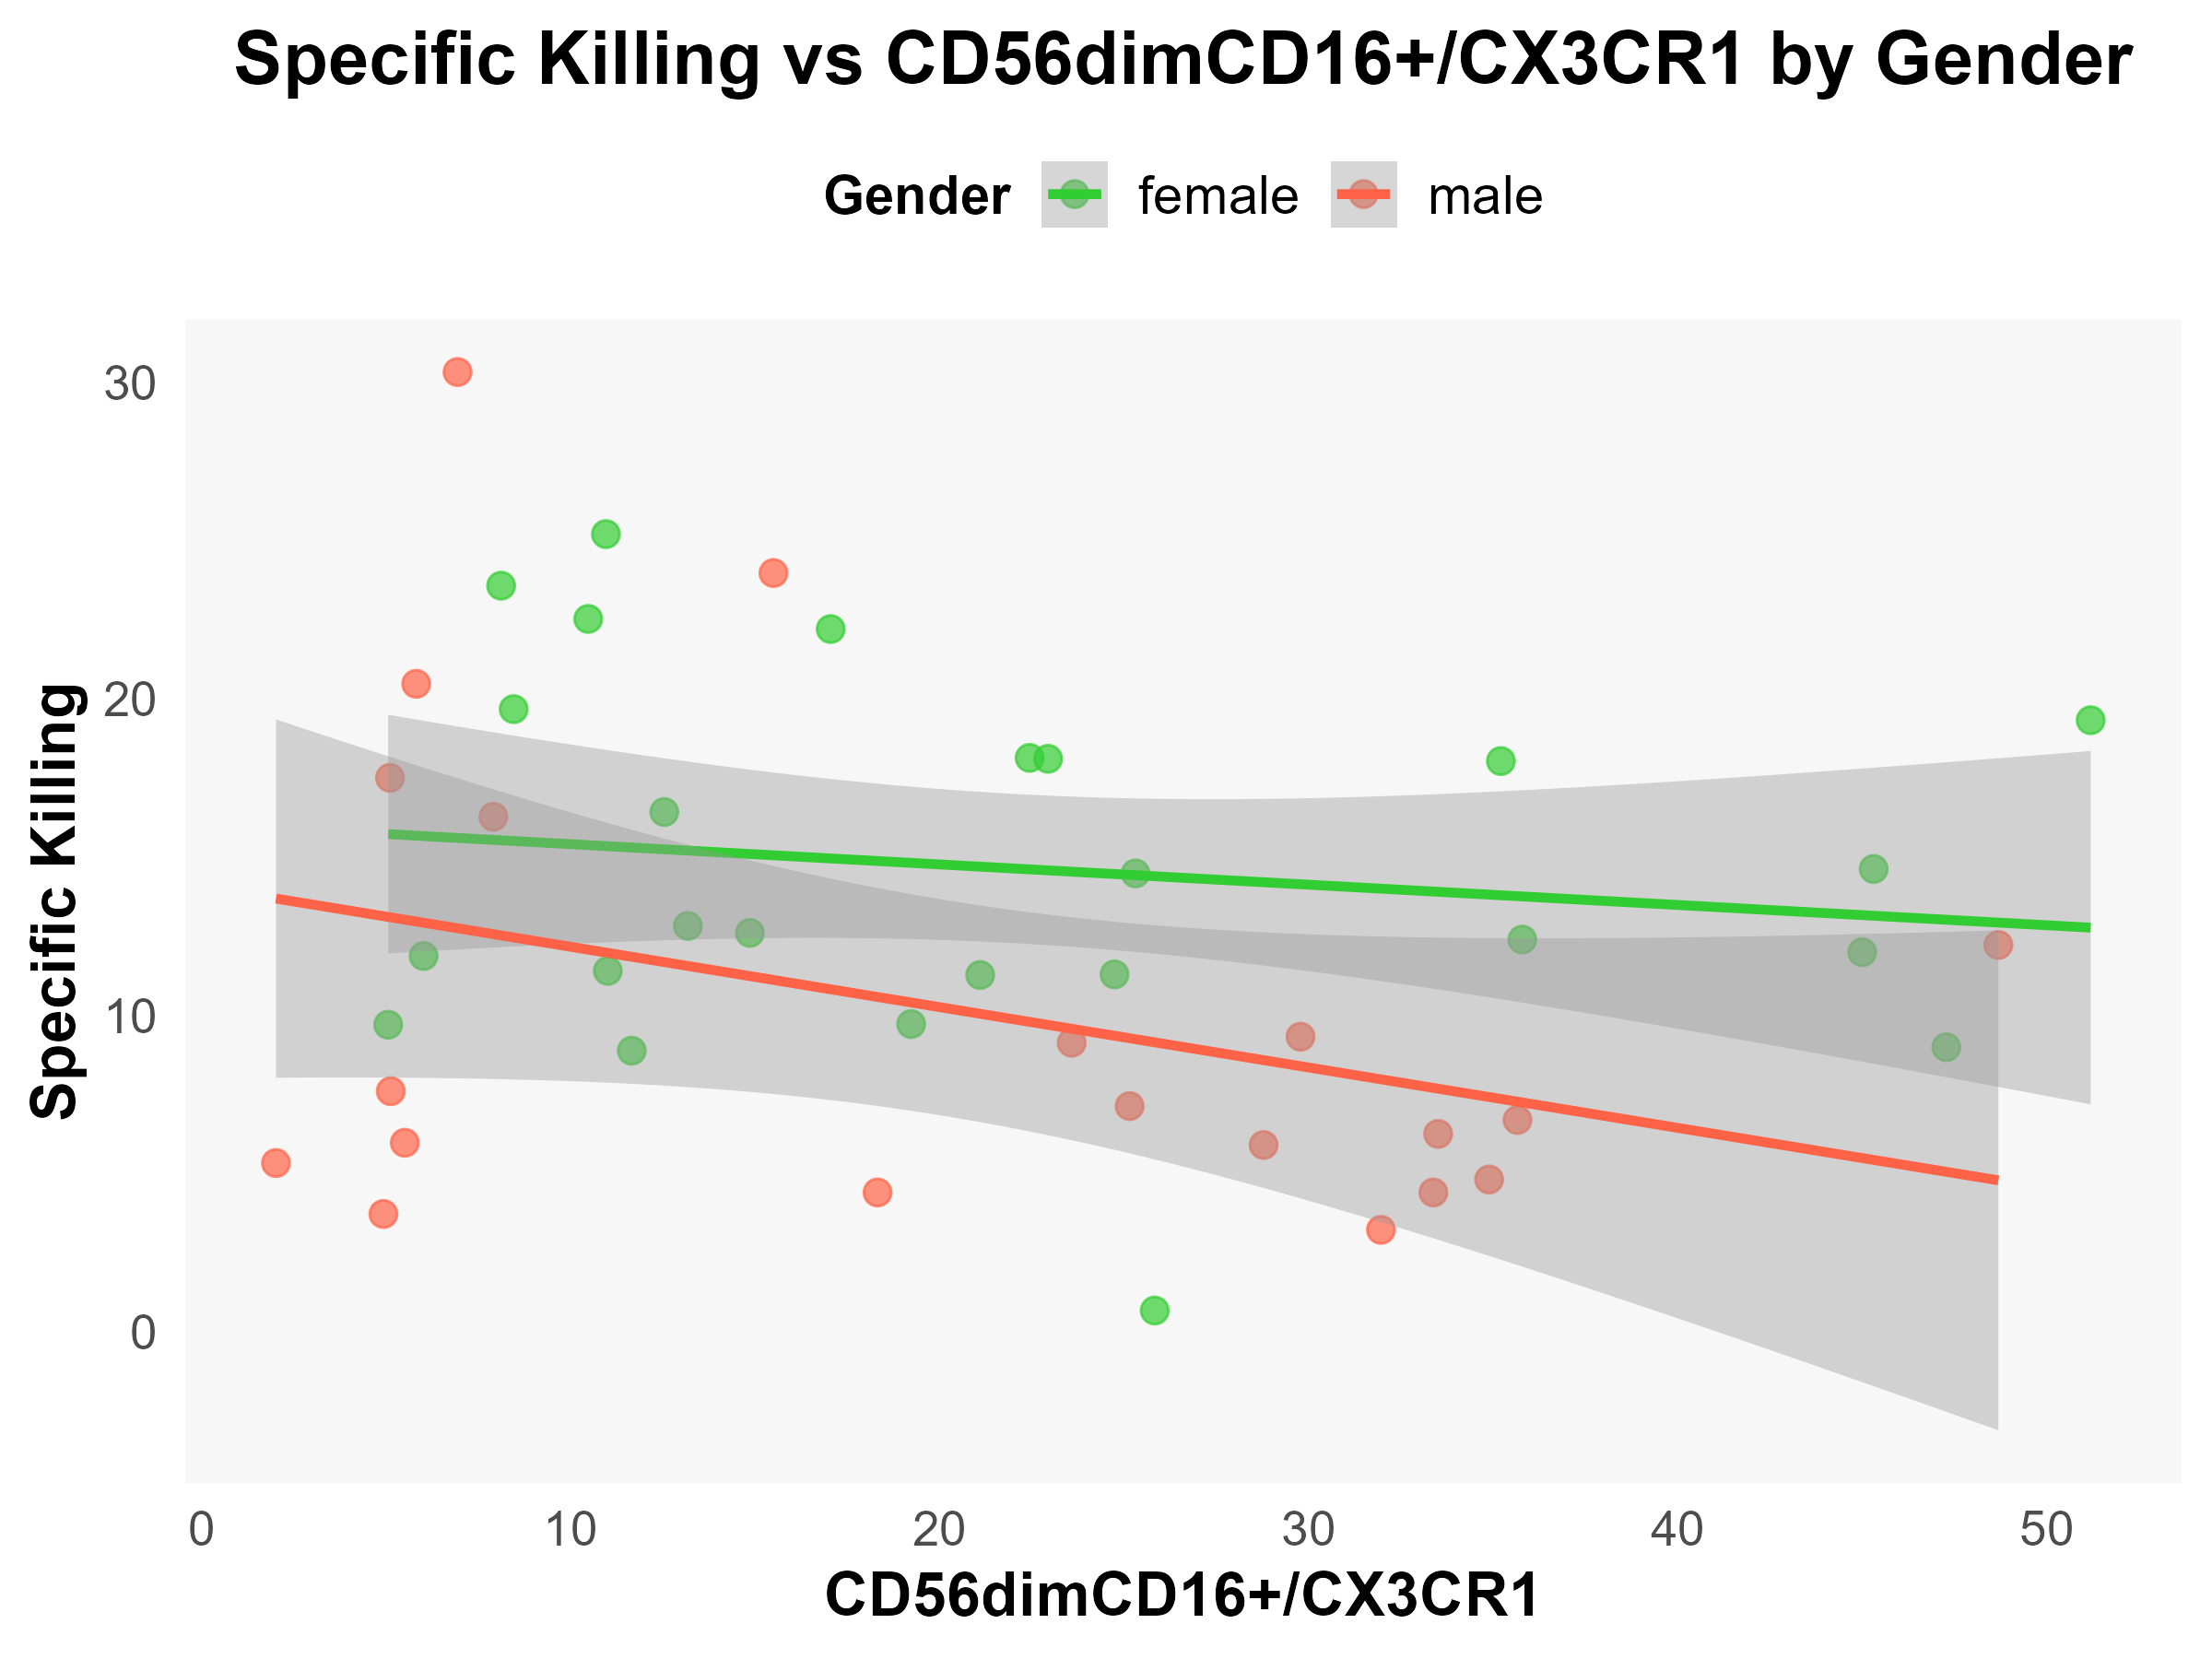 Specific Killing vs CD56dimCD16+/CX3CR1 by Gender
Gender female male
Specific Killing
30
20
10
0
0 10 20 30 40 50
CD56dimCD16+/CX3CR1